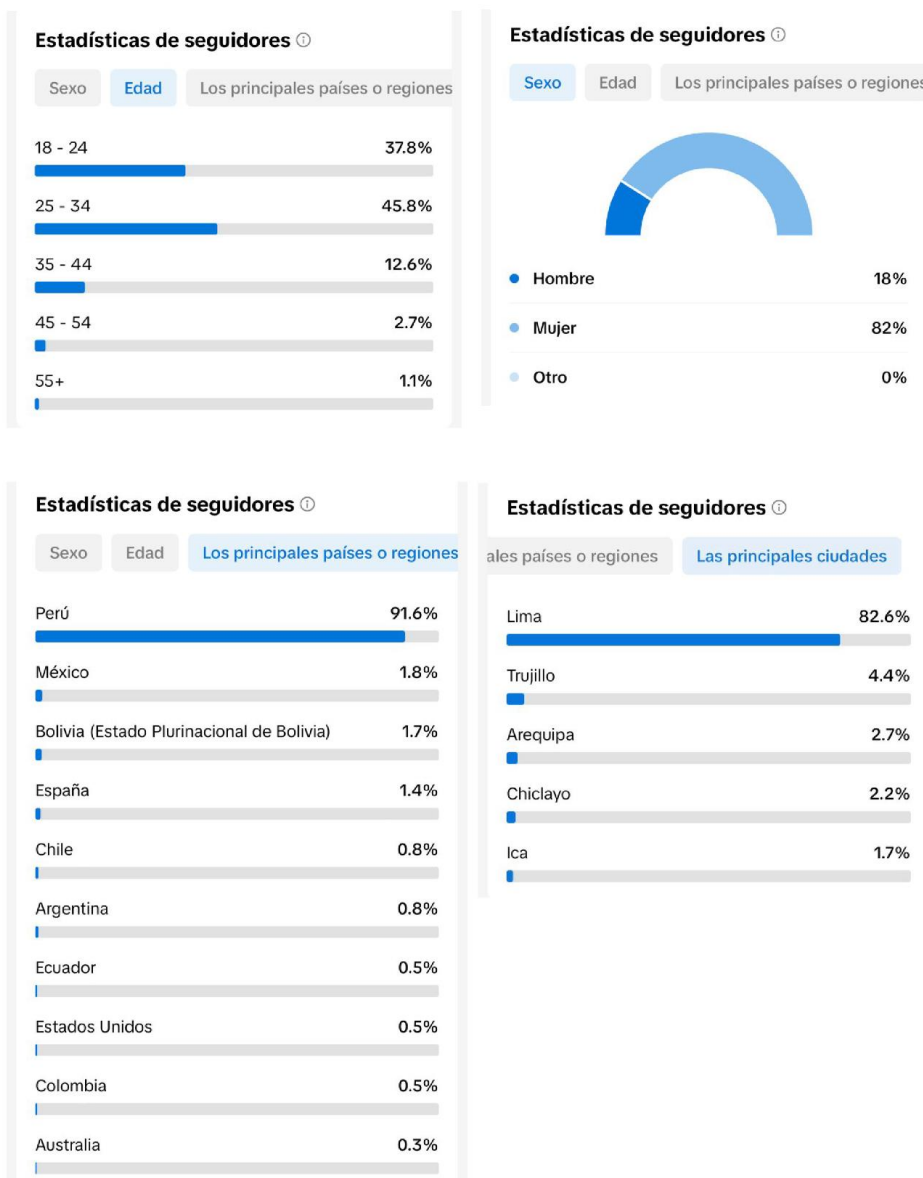 Estadísticas de seguidores
Sexo Edad Los principales países o regiones
18 - 24 37.8%
25 - 34 45.8%
35 - 44 12.6%
45 - 54 2.7%
55+ 1.1%
Estadísticas de seguidores
Sexo Edad Los principales países o regiones
Hombre 18%
Mujer 82%
Otro 0%
Estadísticas de seguidores
Sexo Edad Los principales países o regiones
Perú 91.6%
México 1.8%
Bolivia (Estado Plurinacional de Bolivia) 1.7%
España 1.4%
Chile 0.8%
Argentina 0.8%
Ecuador 0.5%
Estados Unidos 0.5%
Colombia 0.5%
Australia 0.3%
Estadísticas de seguidores
ales países o regiones Las principales ciudades
Lima 82.6%
Trujillo 4.4%
Arequipa 2.7%
Chiclayo 2.2%
Ica 1.7%